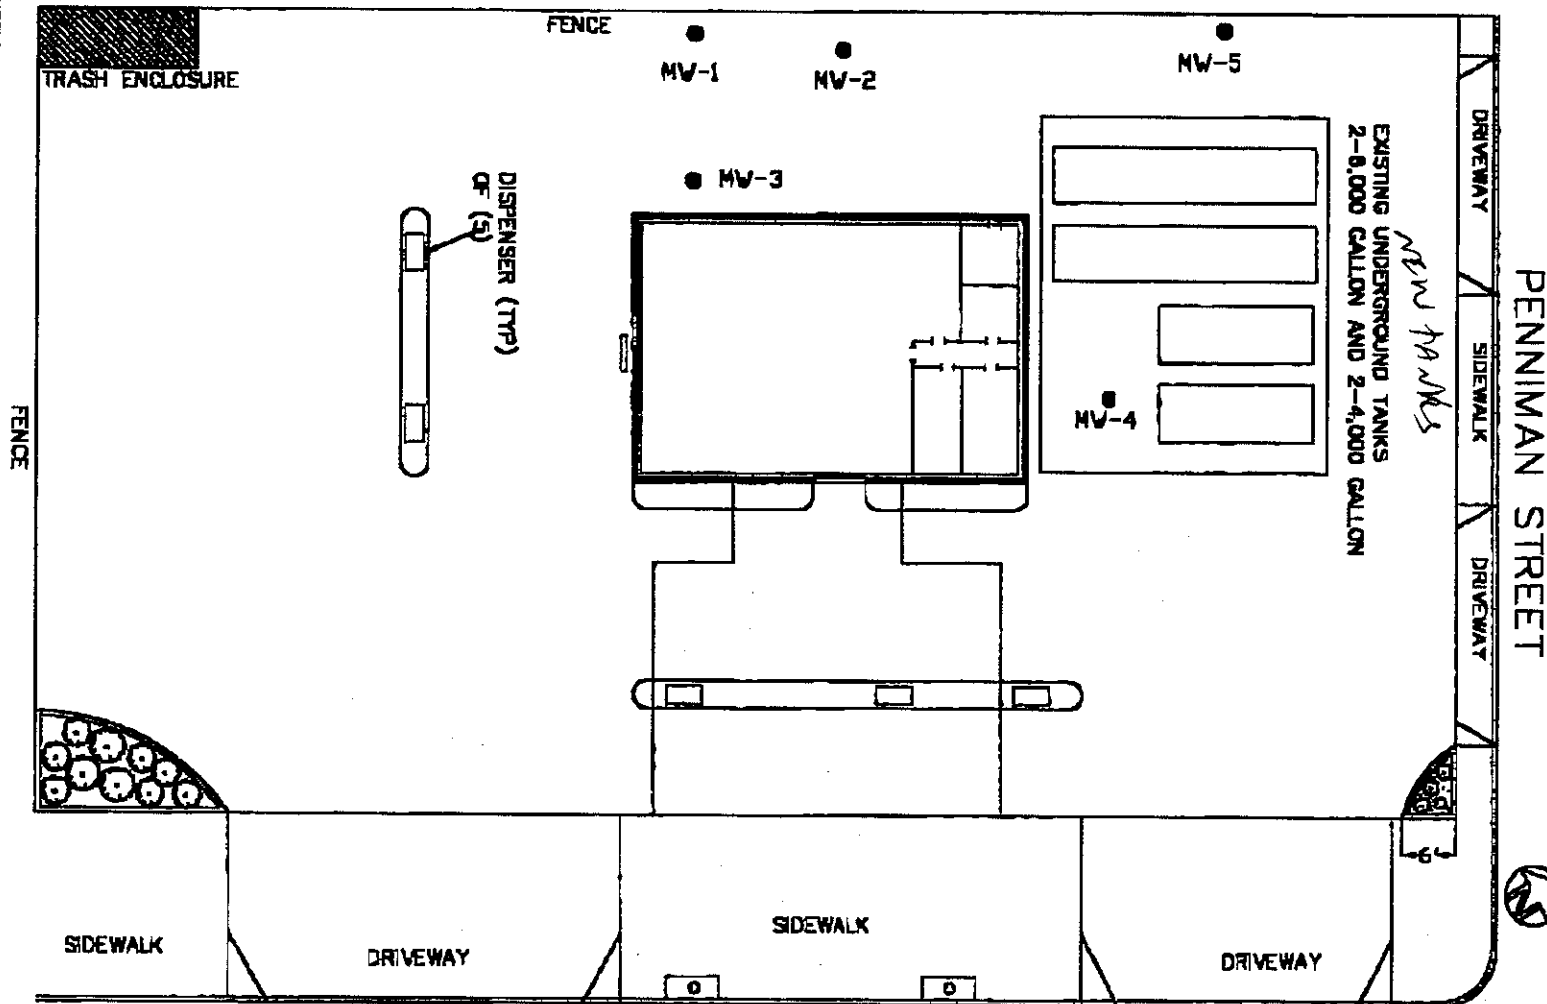 FENCE
MW-1
MW-2
MW-5
TRASH ENCLOSURE
MW-3
DISPENSER (TYP)
OF (5)
EXISTING UNDERGROUND TANKS
2-8,000 GALLON AND 2-4,000 GALLON
NEW TANKS
MW-4
DRIVEWAY
SIDEWALK
DRIVEWAY
PENNIMAN STREET
FENCE
6'
SIDEWALK
DRIVEWAY
SIDEWALK
DRIVEWAY